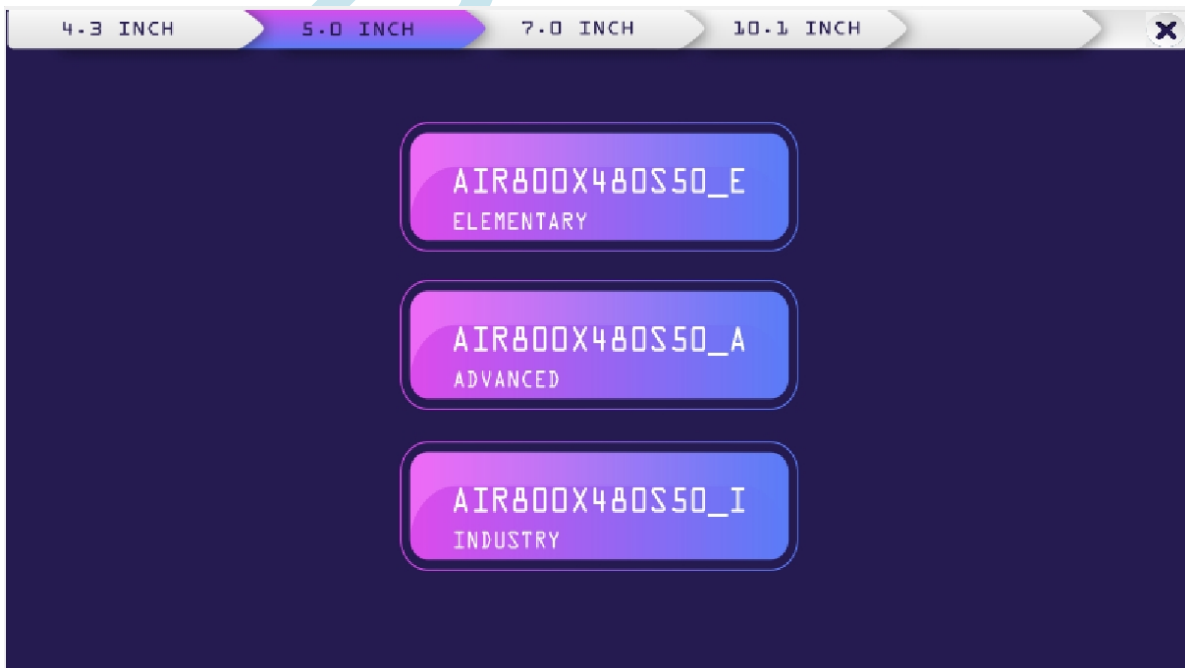 4.3 INCH
5.0 INCH
7.0 INCH
10.1 INCH
AIR800X480S50_E
ELEMENTARY
AIR800X480S50_A
ADVANCED
AIR800X480S50_I
INDUSTRY